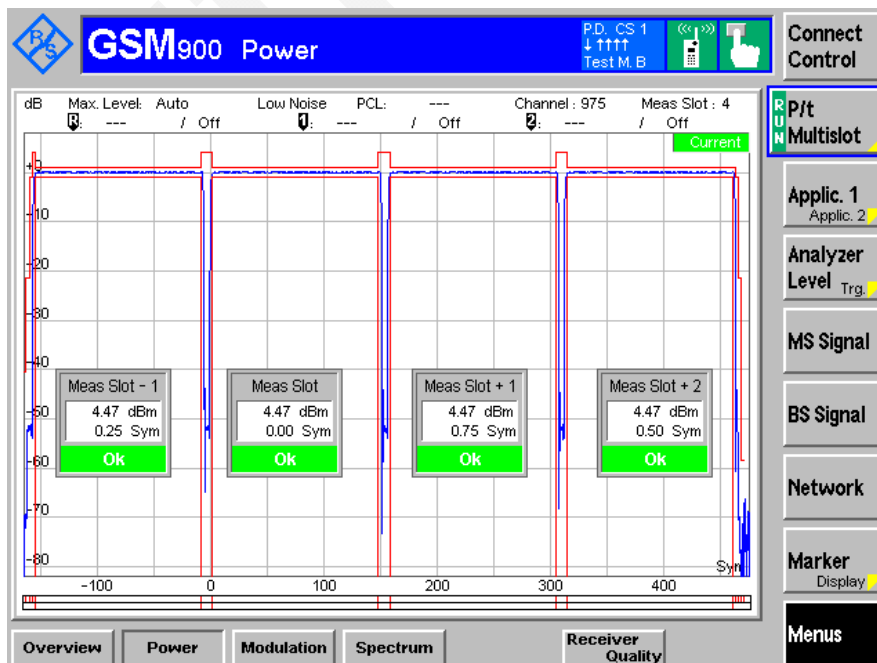 R/S
GSM900 Power
P.D. CS 1
↓↑↑↑↑
Test M. B
Connect
Control
dB Max. Level: Auto Low Noise PCL: --- Channel : 975 Meas Slot : 4
R: --- / Off 1: --- / Off 2: --- / Off
Current
RUN
P/t
Multislot
Applic. 1
Applic. 2
Analyzer
Level Trg.
MS Signal
BS Signal
Network
Marker
Display
Menus
+0
-10
-20
-30
-40
-50
-60
-70
-80
Meas Slot - 1
4.47 dBm
0.25 Sym
Ok
Meas Slot
4.47 dBm
0.00 Sym
Ok
Meas Slot + 1
4.47 dBm
0.75 Sym
Ok
Meas Slot + 2
4.47 dBm
0.50 Sym
Ok
Sym
-100 0 100 200 300 400
Overview Power Modulation Spectrum Receiver
Quality